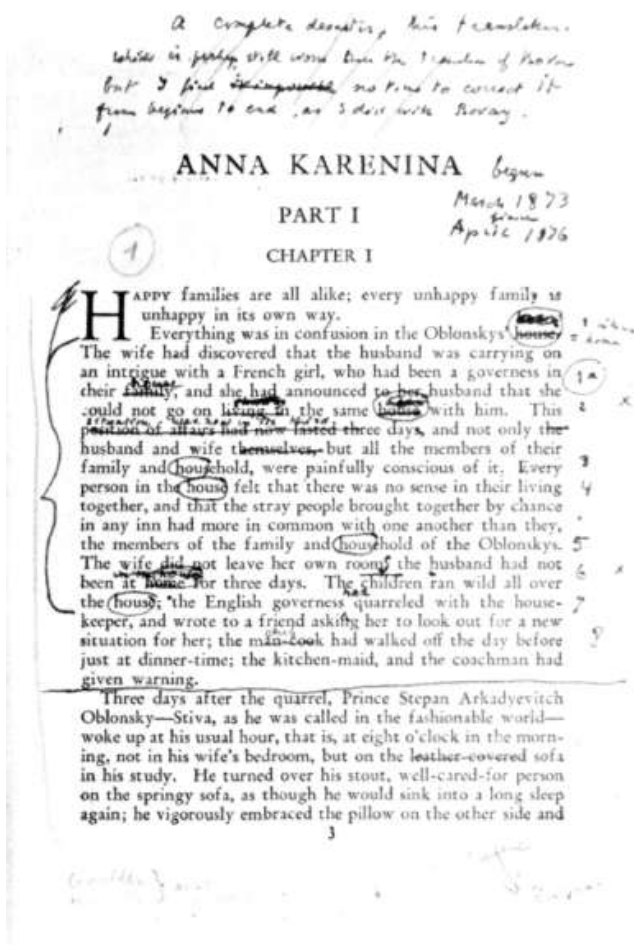 A complete disaster, this translation.
which is perhaps still worse than the translation of
but I find no time to correct it
from beginning to end, as I did with Bovary.
ANNA KARENINA begun
March 1873
PART I
April 1876
1
CHAPTER I
HAPPY families are all alike; every unhappy family is
unhappy in its own way.
Everything was in confusion in the Oblonskys' house.
The wife had discovered that the husband was carrying on
an intrigue with a French girl, who had been a governess in 1a
their family, and she had announced to her husband that she
could not go on living in the same house with him. This 2
position of affairs had now lasted three days, and not only the
husband and wife themselves, but all the members of their
family and household, were painfully conscious of it. Every 3
person in the house felt that there was no sense in their living 4
together, and that the stray people brought together by chance
in any inn had more in common with one another than they,
the members of the family and household of the Oblonskys. 5
The wife did not leave her own room, the husband had not
been at home for three days. The children ran wild all over 6 x
the house; the English governess had quarreled with the house- 7
keeper, and wrote to a friend asking her to look out for a new
situation for her; the man-cook had walked off the day before 8
just at dinner-time; the kitchen-maid, and the coachman had
given warning.
Three days after the quarrel, Prince Stepan Arkadyevitch
Oblonsky—Stiva, as he was called in the fashionable world—
woke up at his usual hour, that is, at eight o'clock in the morn-
ing, not in his wife's bedroom, but on the leather-covered sofa
in his study. He turned over his stout, well-cared-for person
on the springy sofa, as though he would sink into a long sleep
again; he vigorously embraced the pillow on the other side and
3